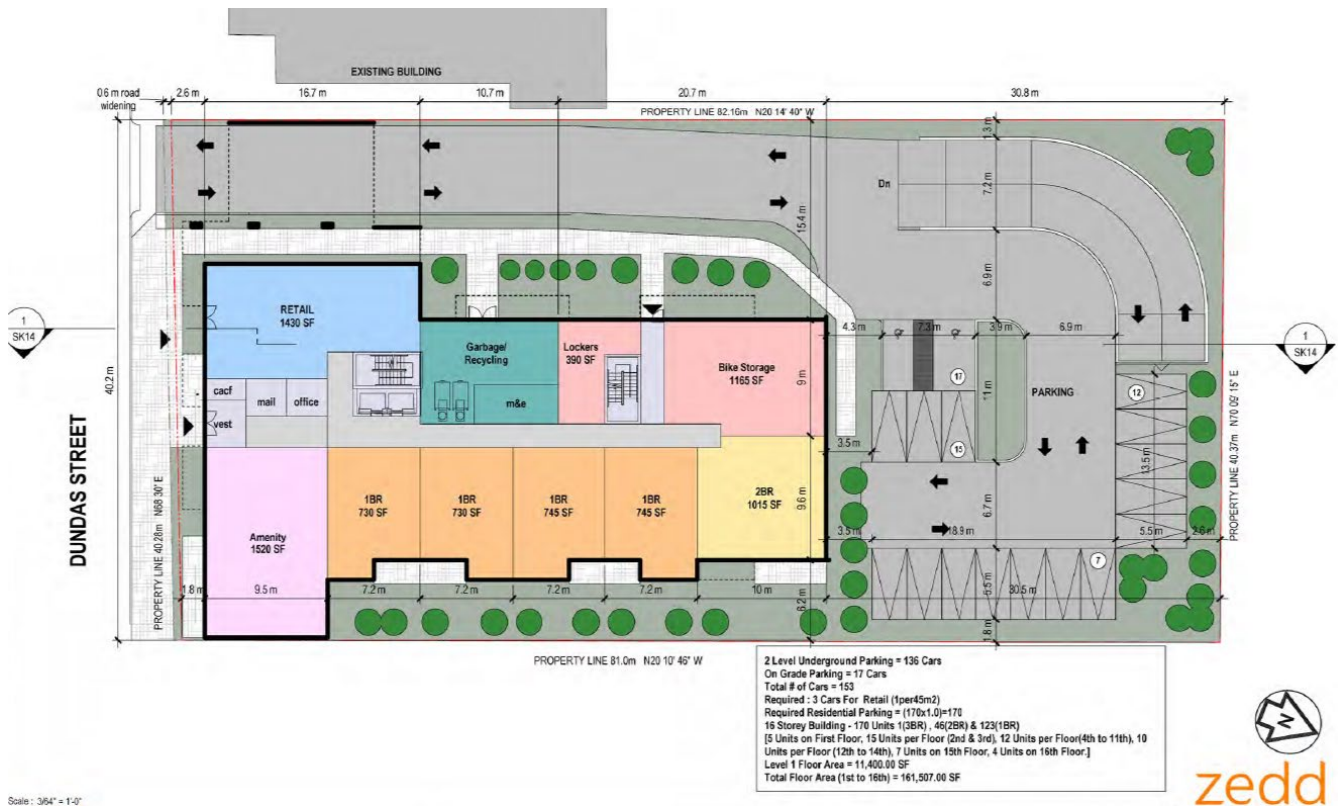 EXISTING BUILDING
0.6 m road
widening
2.6 m
16.7 m
10.7 m
20.7 m
30.8 m
PROPERTY LINE 82.16m N20 14' 40" W
1.3 m
Dn
7.2 m
15.4 m
6.9 m
40.2 m
DUNDAS STREET
PROPERTY LINE 40.28m N68 30' E
1
SK14
RETAIL
1430 SF
Garbage/
Recycling
Lockers
390 SF
Bike Storage
1165 SF
9 m
cacf
mail
office
m&e
vest
4.3 m
7.3 m
3.9 m
6.9 m
17
11 m
PARKING
12
1
SK14
PROPERTY LINE 40.37m N70 09' 15" E
3.5 m
15
13.5 m
Amenity
1520 SF
1BR
730 SF
1BR
730 SF
1BR
745 SF
1BR
745 SF
2BR
1015 SF
9.6 m
6.7 m
3.5 m
18.9 m
5.5 m
2.6 m
7
1.8 m
9.5 m
7.2 m
7.2 m
7.2 m
7.2 m
10 m
6.2 m
5.5 m
30.5 m
1.8 m
PROPERTY LINE 81.0m N20 10' 46" W
2 Level Underground Parking = 136 Cars
On Grade Parking = 17 Cars
Total # of Cars = 153
Required : 3 Cars For Retail (1per45m2)
Required Residential Parking = (170x1.0)=170
16 Storey Building - 170 Units 1(3BR) , 46(2BR) & 123(1BR)
[5 Units on First Floor, 15 Units per Floor (2nd & 3rd), 12 Units per Floor(4th to 11th), 10
Units per Floor (12th to 14th), 7 Units on 15th Floor, 4 Units on 16th Floor.]
Level 1 Floor Area = 11,400.00 SF
Total Floor Area (1st to 16th) = 161,507.00 SF
N
zedd
Scale : 3/64" = 1'-0"